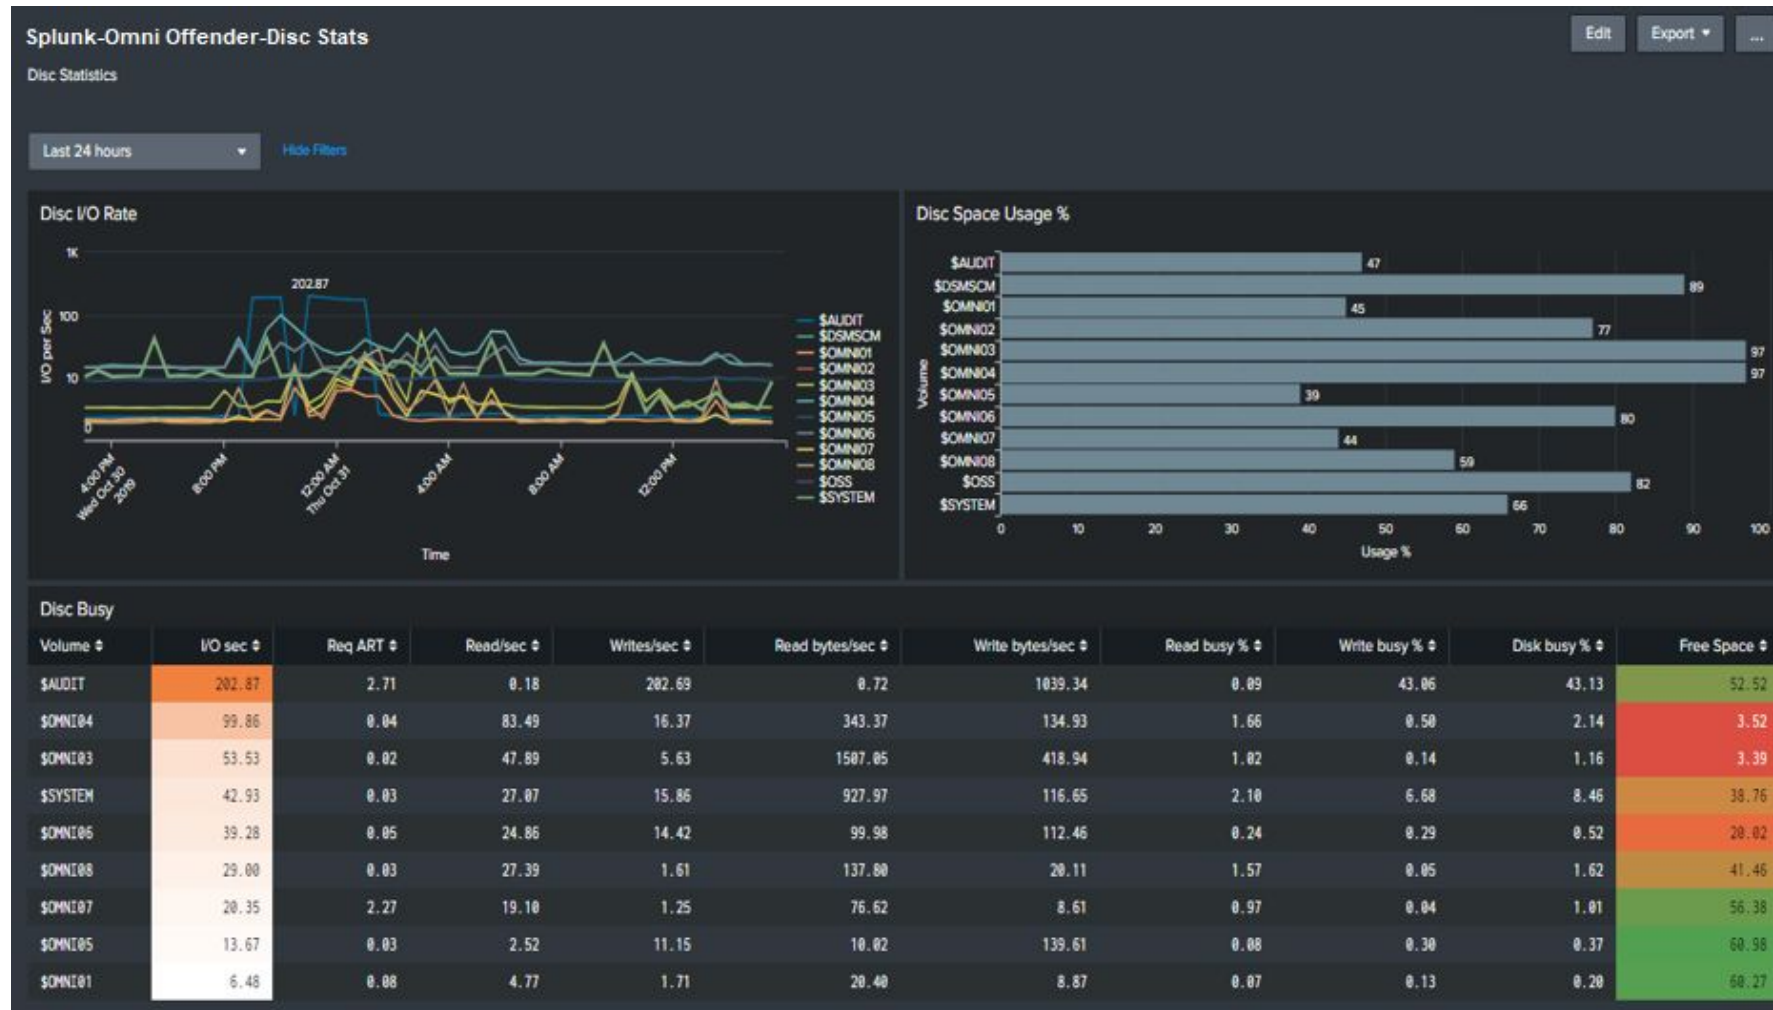 Splunk-Omni Offender-Disc Stats
Edit Export ...
Disc Statistics
Last 24 hours Hide Filters
Disc I/O Rate
1K
100
10
0
I/O per Sec
202.87
4:00 PM
Wed Oct 30
2019
8:00 PM
12:00 AM
Thu Oct 31
4:00 AM
8:00 AM
12:00 PM
Time
$AUDIT
$DSMSCM
$OMNI01
$OMNI02
$OMNI03
$OMNI04
$OMNI05
$OMNI06
$OMNI07
$OMNI08
$OSS
$SYSTEM
Disc Space Usage %
Volume
$AUDIT 47
$DSMSCM 89
$OMNI01 45
$OMNI02 77
$OMNI03 97
$OMNI04 97
$OMNI05 39
$OMNI06 80
$OMNI07 44
$OMNI08 59
$OSS 82
$SYSTEM 66
0 10 20 30 40 50 60 70 80 90 100
Usage %
Disc Busy
Volume I/O sec Req ART Read/sec Writes/sec Read bytes/sec Write bytes/sec Read busy % Write busy % Disk busy % Free Space
$AUDIT 202.87 2.71 0.18 202.69 0.72 1039.34 0.09 43.06 43.13 52.52
$OMNI04 99.86 0.04 83.49 16.37 343.37 134.93 1.66 0.50 2.14 3.52
$OMNI03 53.53 0.02 47.89 5.63 1507.05 418.94 1.02 0.14 1.16 3.39
$SYSTEM 42.93 0.03 27.07 15.86 927.97 116.65 2.10 6.68 8.46 38.76
$OMNI06 39.28 0.05 24.86 14.42 99.98 112.46 0.24 0.29 0.52 20.02
$OMNI08 29.00 0.03 27.39 1.61 137.80 20.11 1.57 0.05 1.62 41.46
$OMNI07 20.35 2.27 19.10 1.25 76.62 8.61 0.97 0.04 1.01 56.38
$OMNI05 13.67 0.03 2.52 11.15 10.02 139.61 0.08 0.30 0.37 60.98
$OMNI01 6.48 0.08 4.77 1.71 20.40 8.87 0.07 0.13 0.20 60.27